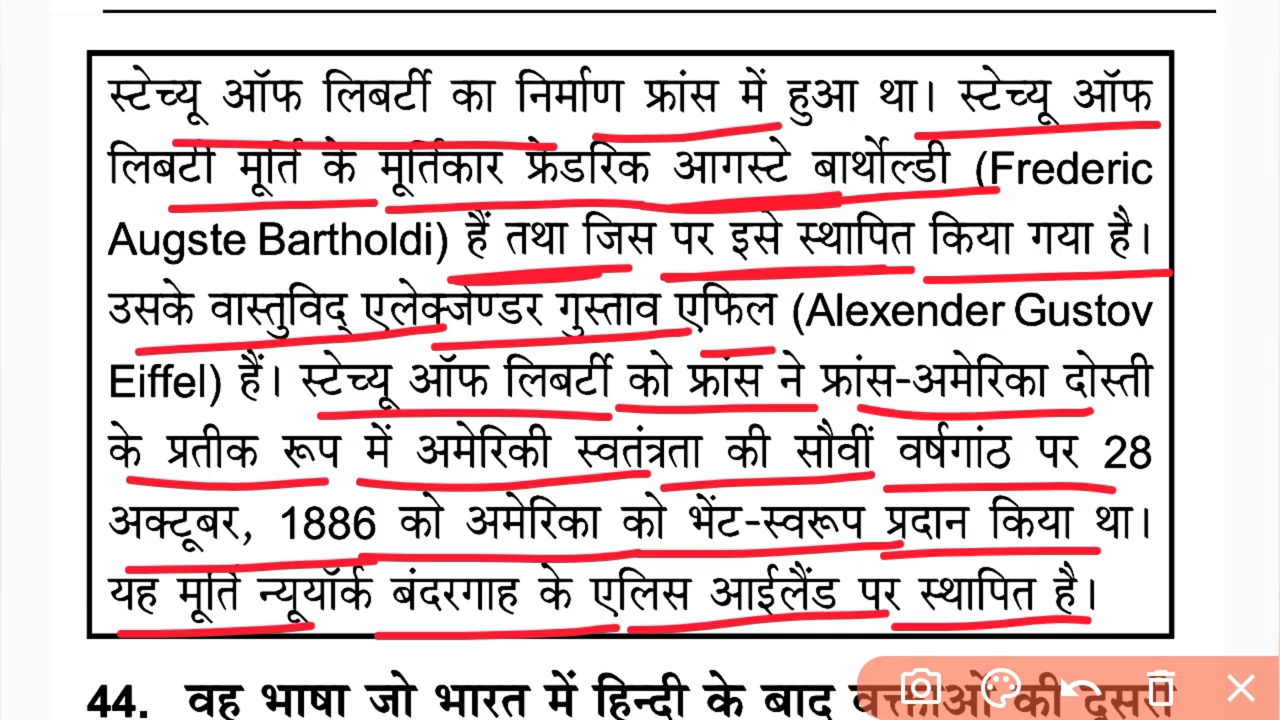 स्टेच्यू ऑफ लिबर्टी का निर्माण फ्रांस में हुआ था। स्टेच्यू ऑफ
लिबर्टी मूर्ति के मूर्तिकार फ्रेडरिक आगस्टे बार्थोल्डी (Frederic
Augste Bartholdi) हैं तथा जिस पर इसे स्थापित किया गया है।
उसके वास्तुविद् एलेक्जेण्डर गुस्ताव एफिल (Alexender Gustov
Eiffel) हैं। स्टेच्यू ऑफ लिबर्टी को फ्रांस ने फ्रांस-अमेरिका दोस्ती
के प्रतीक रूप में अमेरिकी स्वतंत्रता की सौवीं वर्षगांठ पर 28
अक्टूबर, 1886 को अमेरिका को भेंट-स्वरूप प्रदान किया था।
यह मूर्ति न्यूयॉर्क बंदरगाह के एलिस आईलैंड पर स्थापित है।
44. वह भाषा जो भारत में हिन्दी के बाद वक्ताओं की दूसरी